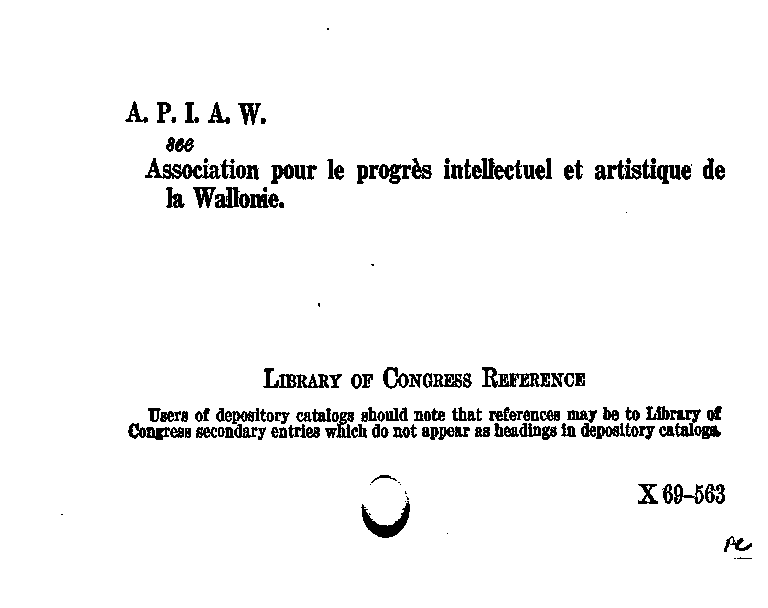 A. P. I. A. W.
see
Association pour le progrès intellectuel et artistique de
la Wallonie.
LIBRARY OF CONGRESS REFERENCE
Users of depository catalogs should note that references may be to Library of
Congress secondary entries which do not appear as headings in depository catalogs.
X 69–563